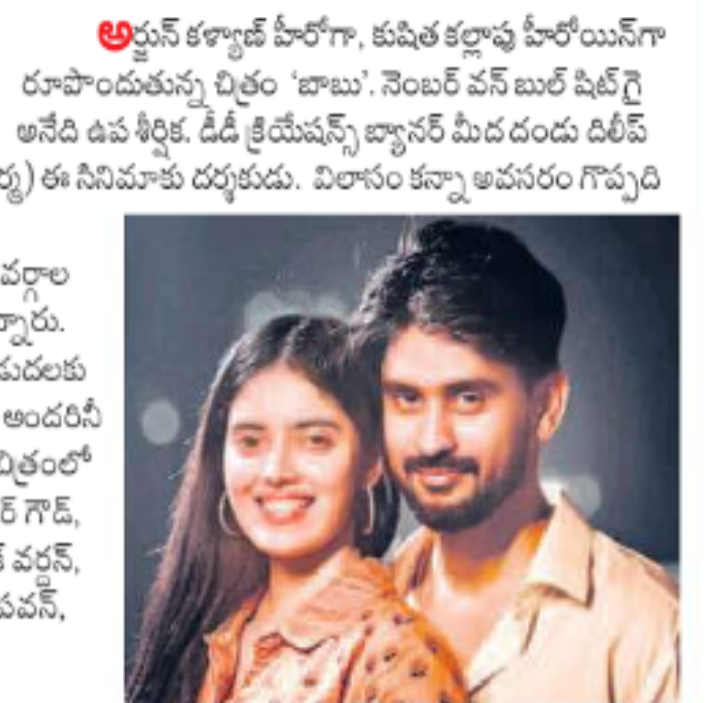 అర్జున్ కళ్యాణ్ హీరోగా, కుషిత కల్లాపు హీరోయిన్‌గా
రూపొందుతున్న చిత్రం ‘బాబు’. నెంబర్ వన్ బుల్ షిట్ గై
అనేది ఉప శీర్షిక. డీడీ క్రియేషన్స్ బ్యానర్ మీద దండు దిలీప్
ర్మ) ఈ సినిమాకు దర్శకుడు. విలాసం కన్నా అవసరం గొప్పది
వర్గాల
న్నారు.
డుదలకు
అందరినీ
చిత్రంలో
ర్ గౌడ్,
వర్ధన్,
పవన్,